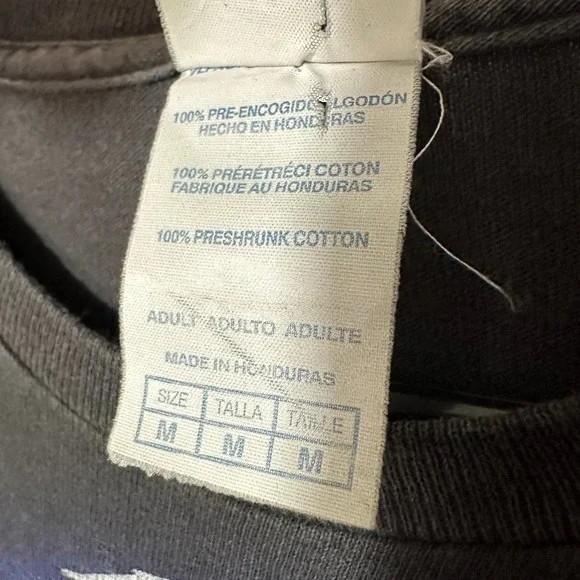 100% PRE-ENCOGIDO ALGODÓN
HECHO EN HONDURAS
100% PRÉRÉTRÉCI COTON
FABRIQUE AU HONDURAS
100% PRESHRUNK COTTON
ADULT ADULTO ADULTE
MADE IN HONDURAS
SIZE TALLA TAILLE
M M M